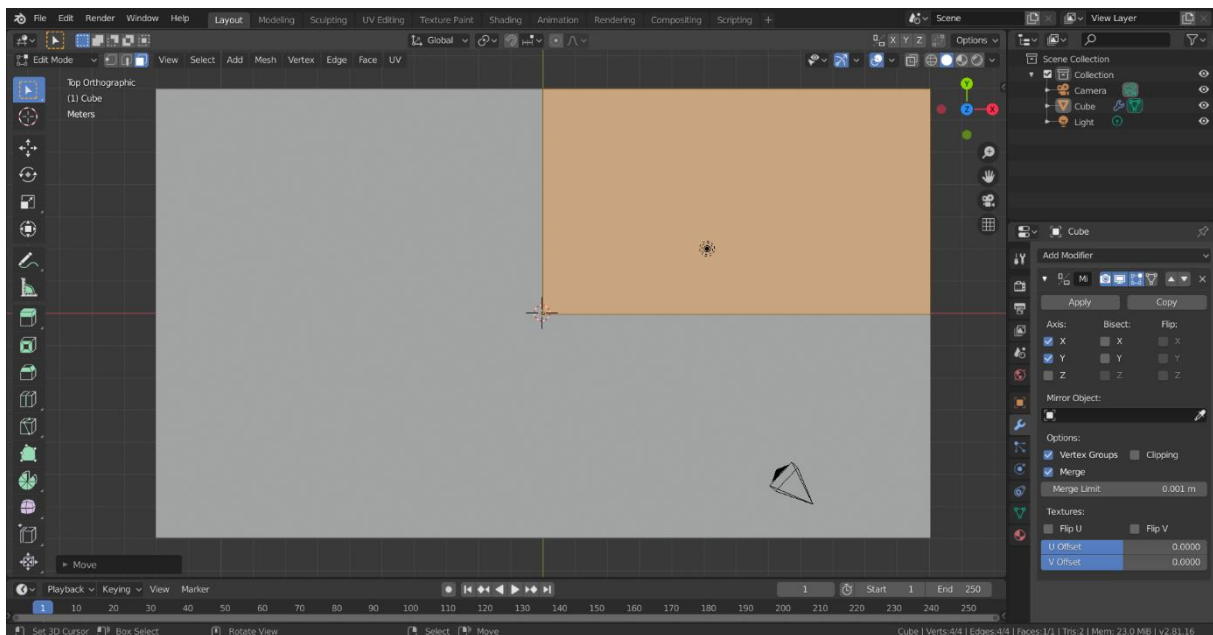 File Edit Render Window Help Layout Modeling Sculpting UV Editing Texture Paint Shading Animation Rendering Compositing Scripting + Scene View Layer
Global X Y Z Options
Edit Mode View Select Add Mesh Vertex Edge Face UV
Top Orthographic
(1) Cube
Meters
Y
Z
X
Move
Scene Collection
Collection
Camera
Cube
Light
Cube
Add Modifier
Mi
Apply Copy
Axis: Bisect: Flip:
X X X
Y Y Y
Z Z Z
Mirror Object:
Options:
Vertex Groups Clipping
Merge
Merge Limit 0.001 m
Textures:
Flip U Flip V
U Offset 0.0000
V Offset 0.0000
Playback Keying View Marker 1 Start 1 End 250
1 10 20 30 40 50 60 70 80 90 100 110 120 130 140 150 160 170 180 190 200 210 220 230 240 250
Set 3D Cursor Box Select Rotate View Select Move Cube | Verts:4/4 | Edges:4/4 | Faces:1/1 | Tris:2 | Mem: 23.0 MiB | v2.81.16